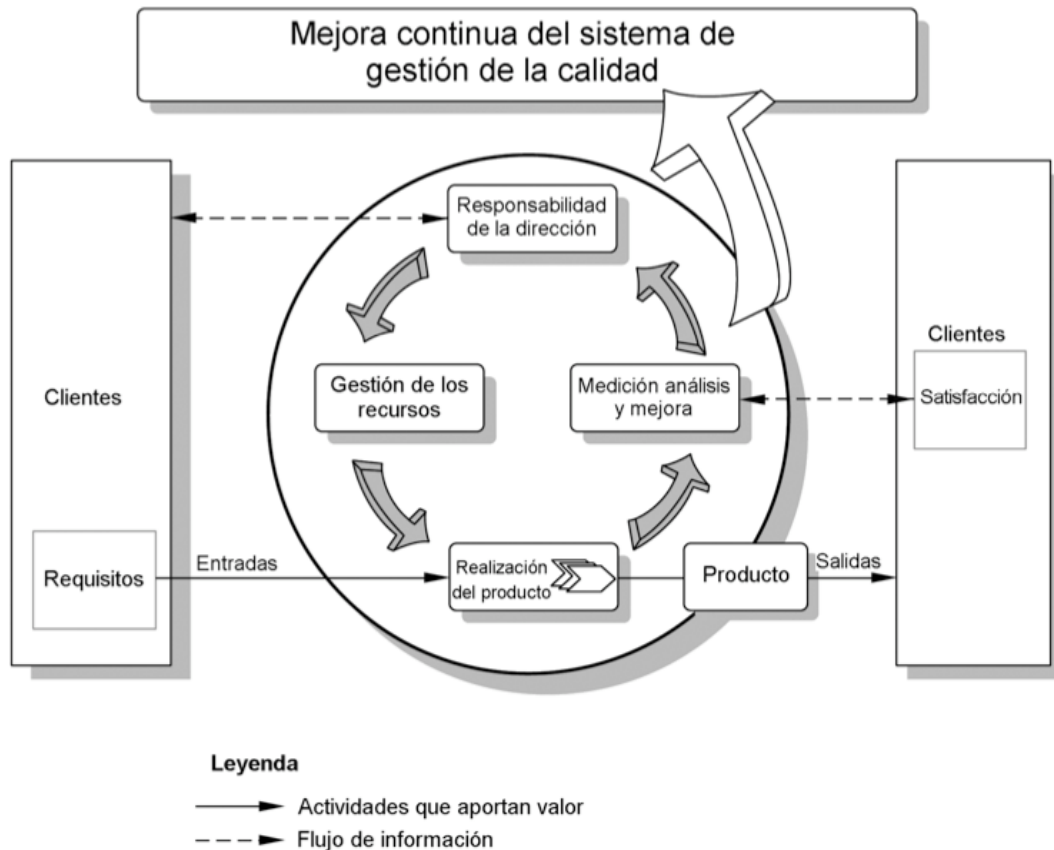 Mejora continua del sistema de
gestión de la calidad
Responsabilidad
de la dirección
Clientes
Gestión de los
recursos
Medición análisis
y mejora
Clientes
Satisfacción
Requisitos
Entradas
Realización
del producto
Producto
Salidas
Leyenda
Actividades que aportan valor
Flujo de información